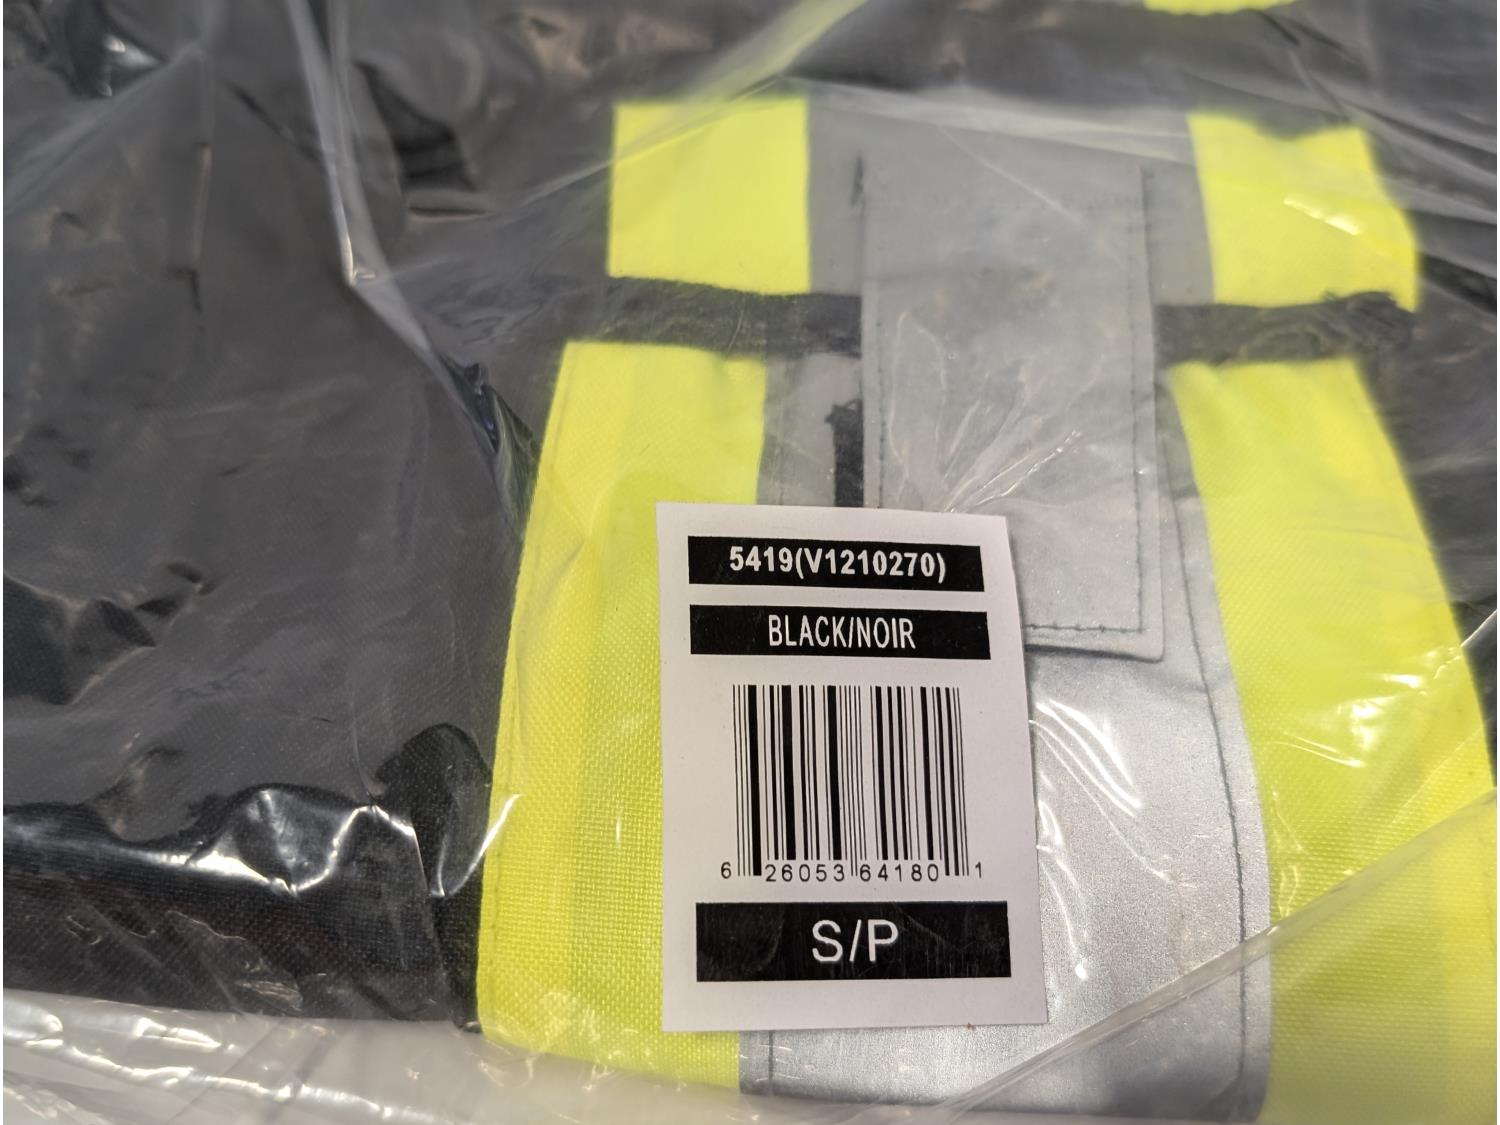 5419(V1210270)
BLACK/NOIR
6 26053 64180 1
S/P